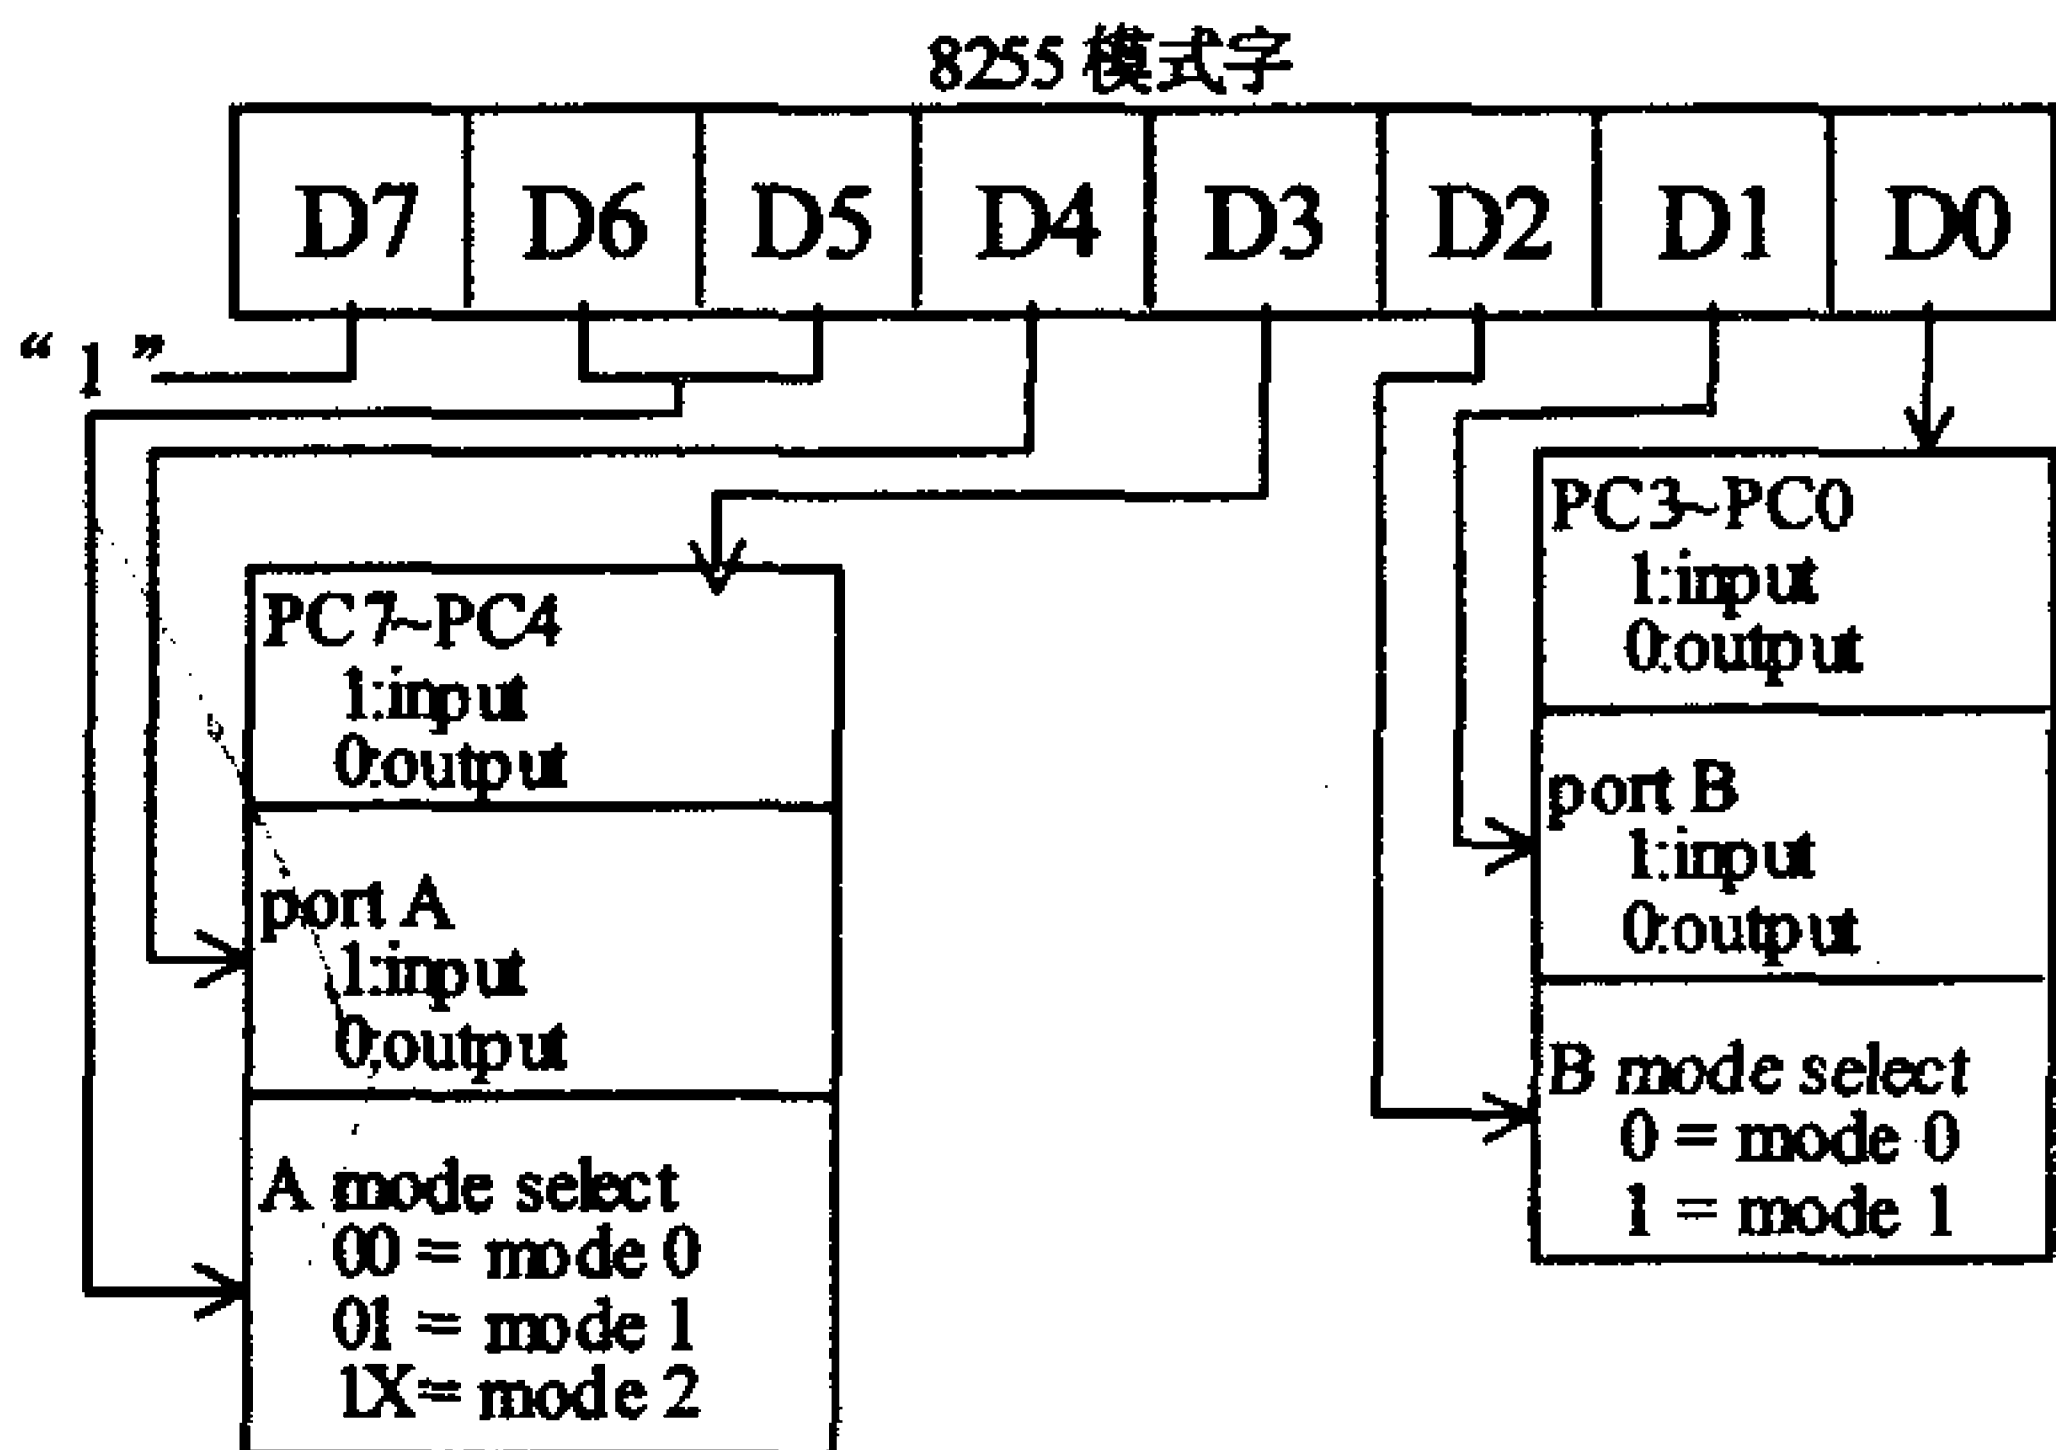 8255 模式字
D7 D6 D5 D4 D3 D2 D1 D0
“ 1 ”
PC7~PC4
1:input
0:output
port A
1:input
0:output
A mode select
00 = mode 0
01 = mode 1
1X= mode 2
PC3~PC0
1:input
0:output
port B
1:input
0:output
B mode select
0 = mode 0
1 = mode 1